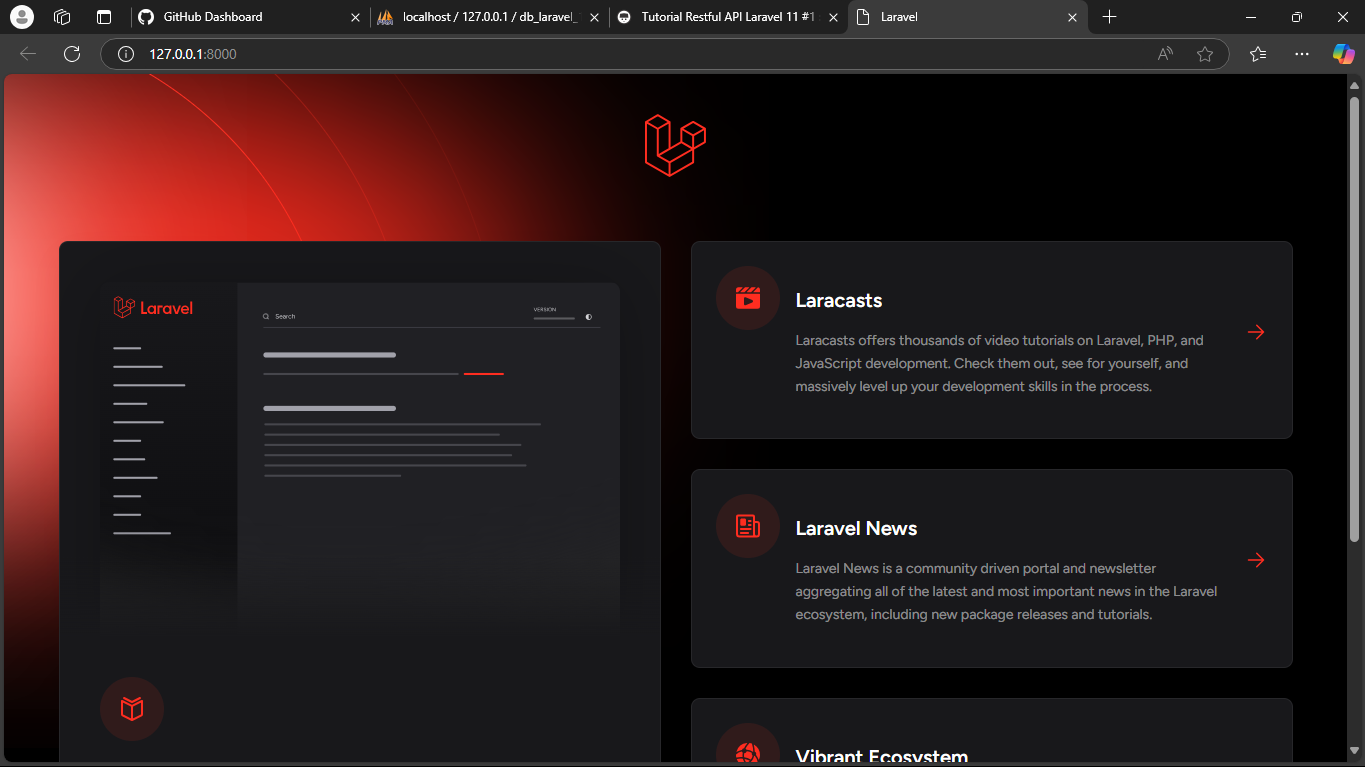 GitHub Dashboard
localhost / 127.0.0.1 / db_laravel_
Tutorial Restful API Laravel 11 #1
Laravel
127.0.0.1:8000
Laravel
Search
VERSION
Laracasts
Laracasts offers thousands of video tutorials on Laravel, PHP, and
JavaScript development. Check them out, see for yourself, and
massively level up your development skills in the process.
Laravel News
Laravel News is a community driven portal and newsletter
aggregating all of the latest and most important news in the Laravel
ecosystem, including new package releases and tutorials.
Vibrant Ecosystem